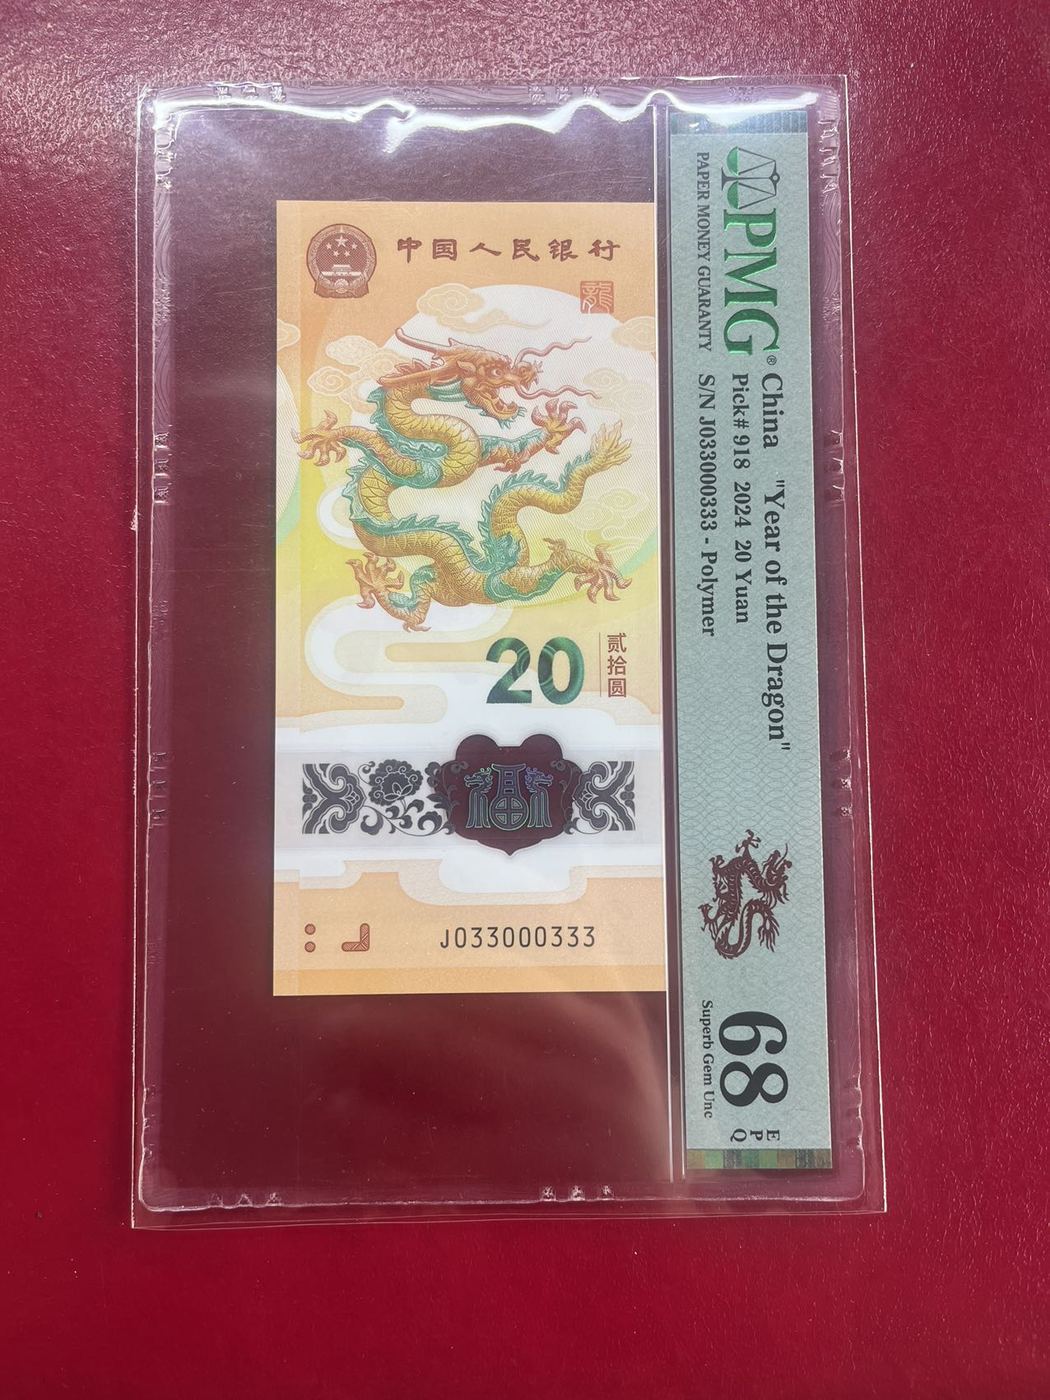 中国人民银行
龍
20
贰拾圆
福
J033000333
PMG®
PAPER MONEY GUARANTY
China "Year of the Dragon"
Pick# 918 2024 20 Yuan
S/N J033000333 - Polymer
68
EPQ
Superb Gem Unc